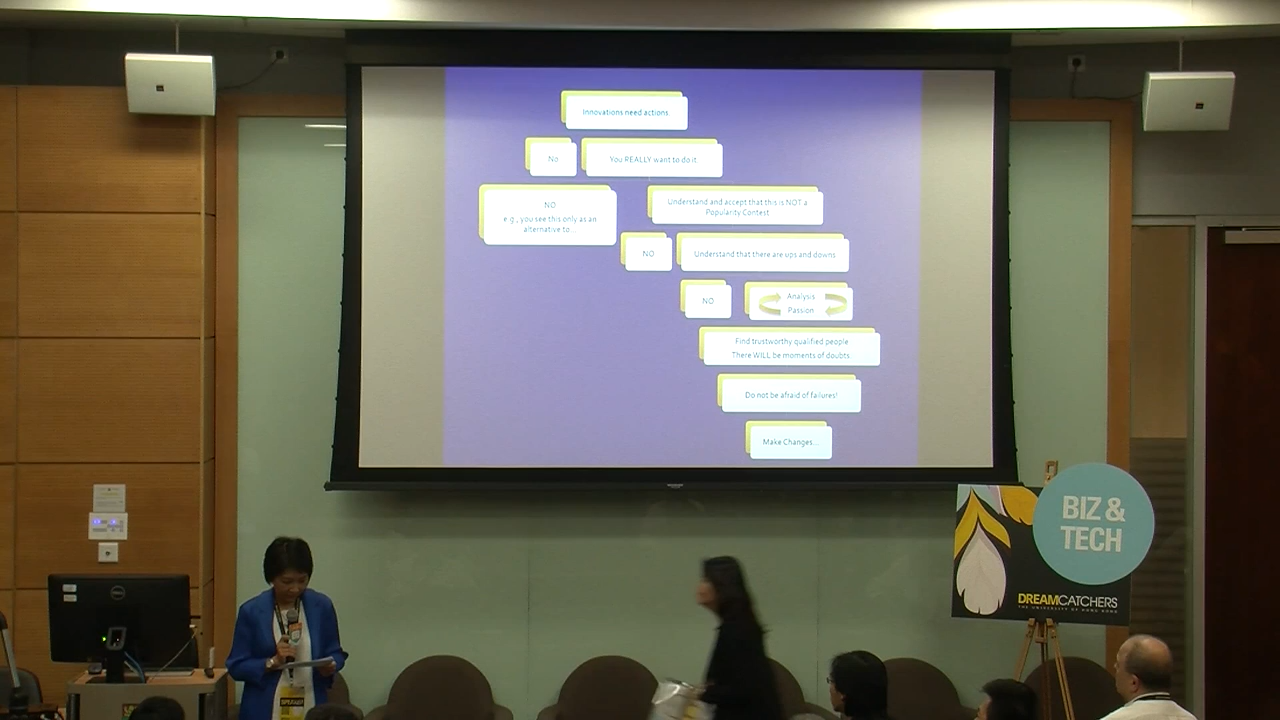 Innovations need actions
No
You REALLY want to do it
NO
e.g., you see this only as an
alternative to...
Understand and accept that this is NOT a
Popularity Contest
NO
Understand that there are ups and downs
NO
Analysis
Passion
Find trustworthy qualified people
There WILL be moments of doubts
Do not be afraid of failures!
Make Changes...
BIZ &
TECH
DREAMCATCHERS
THE UNIVERSITY OF HONG KONG
DELL
SPEAKER